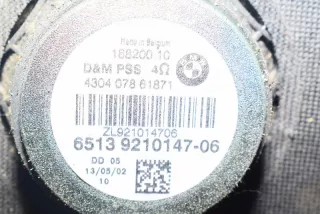 Made in Belgium
188200 10
BMW
D&M PSS 4Ω
4304 078 61871
ZL921014706
6513 9210147-06
DD 05
13/05/02
10